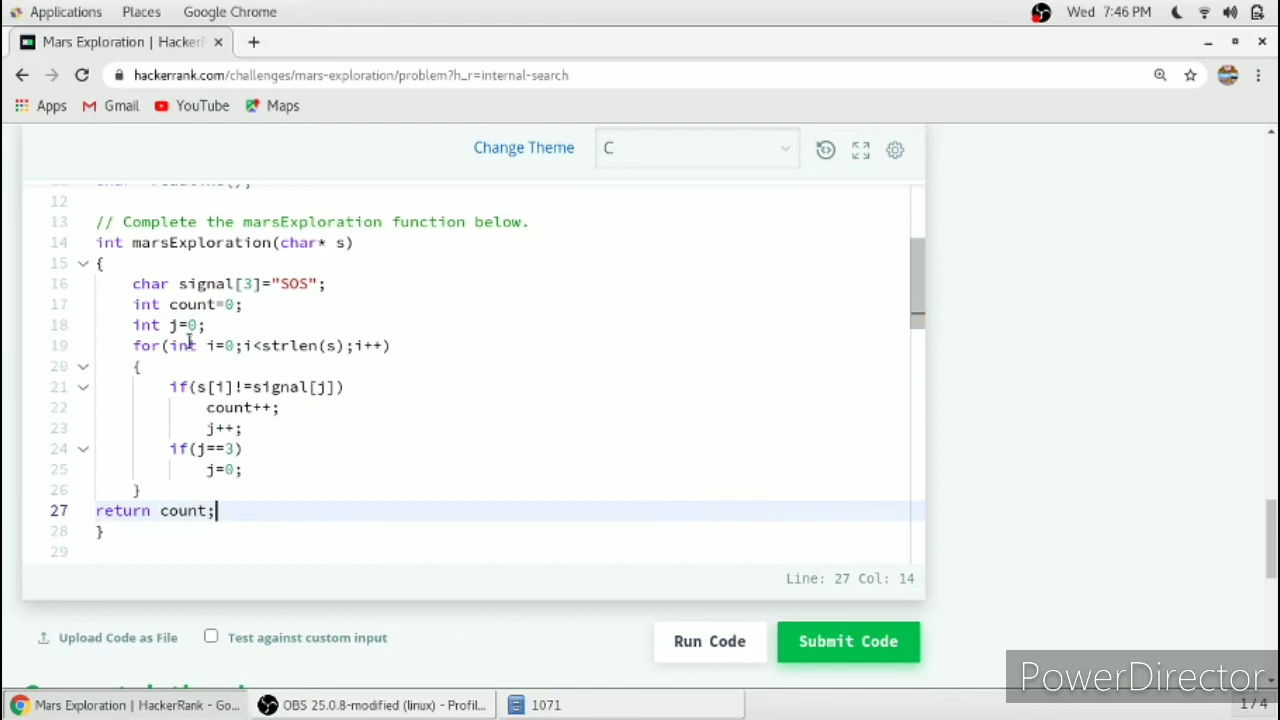 Applications Places Google Chrome Wed 7:46 PM
Mars Exploration | HackerR
hackerrank.com/challenges/mars-exploration/problem?h_r=internal-search
Apps Gmail YouTube Maps
Change Theme C
12
13 // Complete the marsExploration function below.
14 int marsExploration(char* s)
15 {
16 char signal[3]="SOS";
17 int count=0;
18 int j=0;
19 for(int i=0;i<strlen(s);i++)
20 {
21 if(s[i]!=signal[j])
22 count++;
23 j++;
24 if(j==3)
25 j=0;
26 }
27 return count;
28 }
29
Line: 27 Col: 14
Upload Code as File Test against custom input Run Code Submit Code
PowerDirector
Mars Exploration | HackerRank - Go... OBS 25.0.8-modified (linux) - Profil... 1071 1 / 4